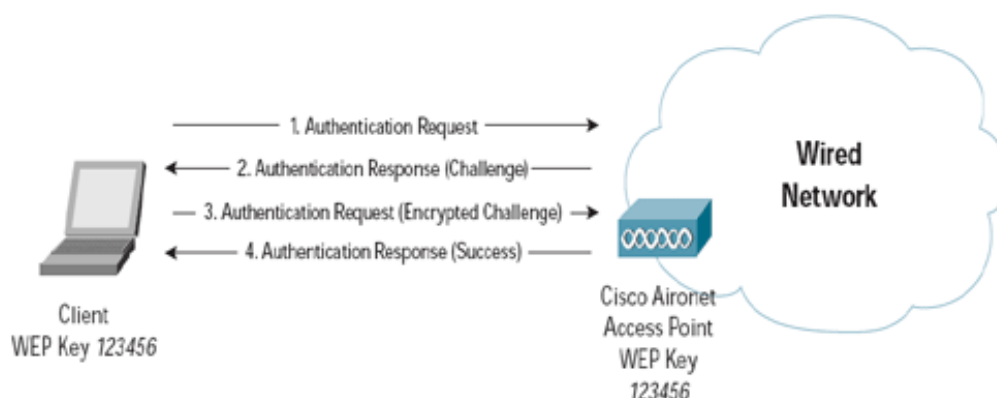 1. Authentication Request
2. Authentication Response (Challenge)
3. Authentication Request (Encrypted Challenge)
4. Authentication Response (Success)
Wired
Network
Client
WEP Key 123456
Cisco Aironet
Access Point
WEP Key
123456